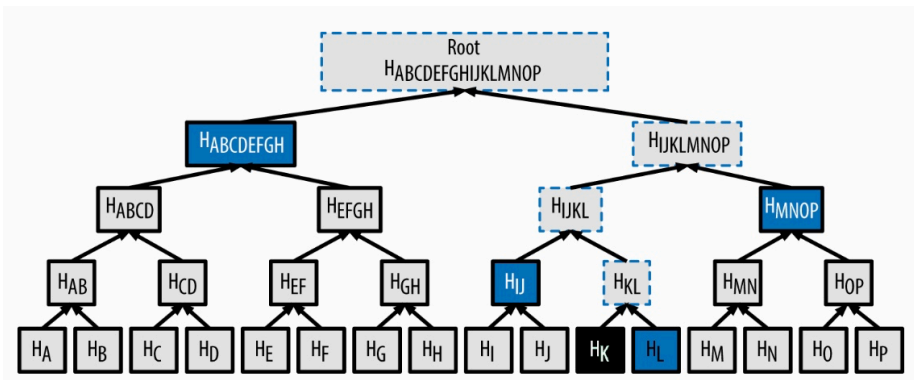 Root
HABCDEFGHIJKLMNOP
HABCDEFGH
HIJKLMNOP
HABCD
HEFGH
HIJKL
HMNOP
HAB
HCD
HEF
HGH
HIJ
HKL
HMN
HOP
HA
HB
HC
HD
HE
HF
HG
HH
HI
HJ
HK
HL
HM
HN
HO
HP